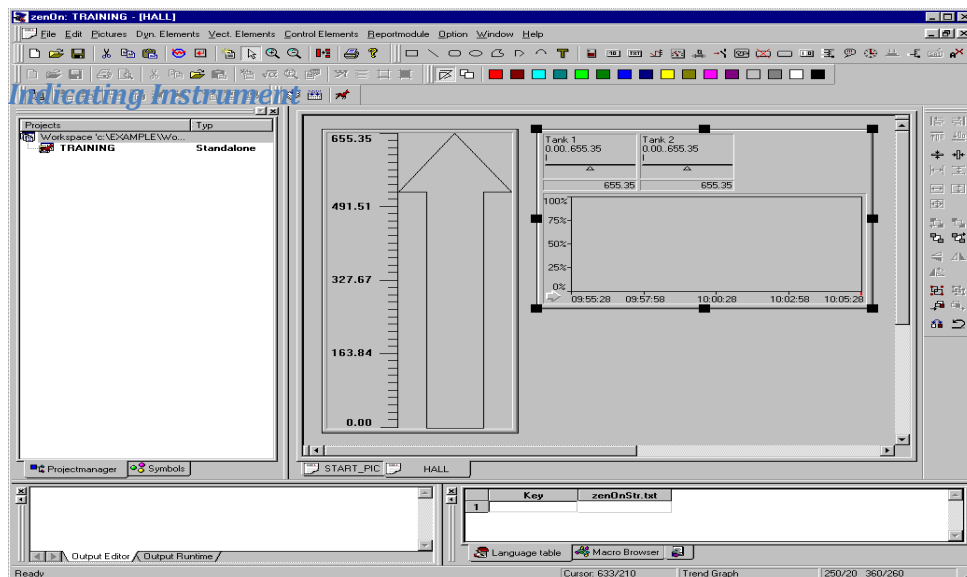 zenOn: TRAINING - [HALL]
File Edit Pictures Dyn. Elements Vect. Elements Control Elements Reportmodule Option Window Help
Indicating Instrument
Projects Typ
Workspace 'c:\EXAMPLE\Wo...
TRAINING Standalone
655.35
491.51
327.67
163.84
0.00
Tank 1 Tank 2
0.00..655.35 0.00..655.35
655.35 655.35
100%
75%
50%
25%
0%
09:55:28 09:57:58 10:00:28 10:02:58 10:05:28
Projectmanager Symbols
START_PIC HALL
Key zenOnStr.txt
1
Output Editor Output Runtime
Language table Macro Browser
Ready Cursor: 633/210 Trend Graph 250/20 360/260